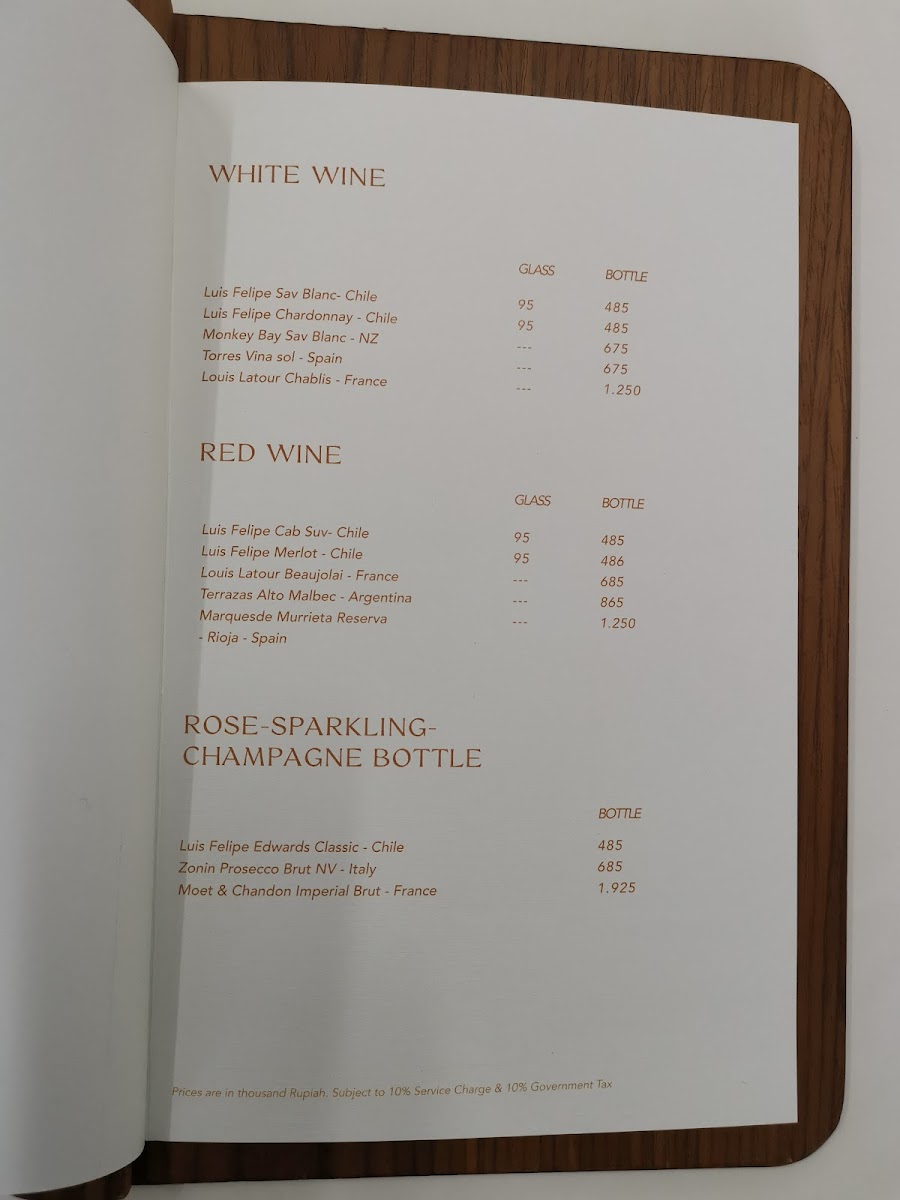 WHITE WINE
GLASS BOTTLE
Luis Felipe Sav Blanc- Chile 95 485
Luis Felipe Chardonnay - Chile 95 485
Monkey Bay Sav Blanc - NZ --- 675
Torres Vina sol - Spain --- 675
Louis Latour Chablis - France --- 1.250
RED WINE
GLASS BOTTLE
Luis Felipe Cab Suv- Chile 95 485
Luis Felipe Merlot - Chile 95 486
Louis Latour Beaujolai - France --- 685
Terrazas Alto Malbec - Argentina --- 865
Marquesde Murrieta Reserva --- 1.250
- Rioja - Spain
ROSE-SPARKLING-
CHAMPAGNE BOTTLE
BOTTLE
Luis Felipe Edwards Classic - Chile 485
Zonin Prosecco Brut NV - Italy 685
Moet & Chandon Imperial Brut - France 1.925
Prices are in thousand Rupiah. Subject to 10% Service Charge & 10% Government Tax